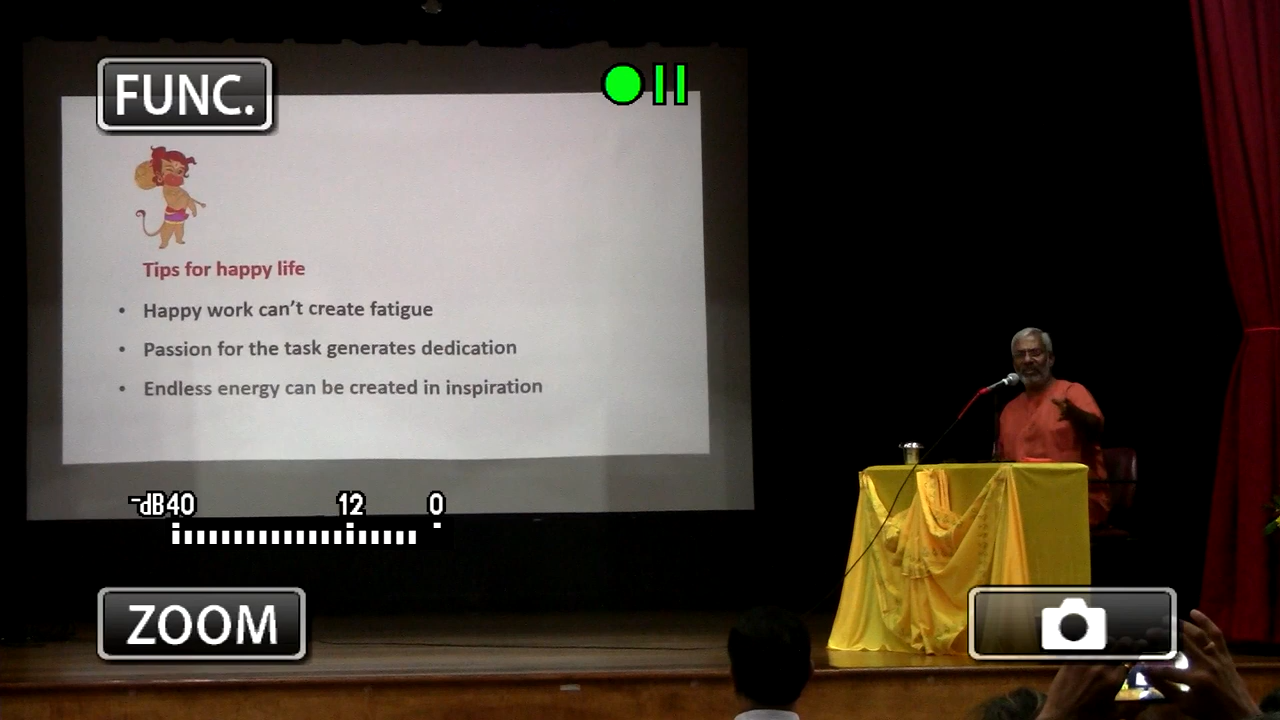 FUNC.
Tips for happy life
• Happy work can't create fatigue
• Passion for the task generates dedication
• Endless energy can be created in inspiration
-dB40 12 0
ZOOM